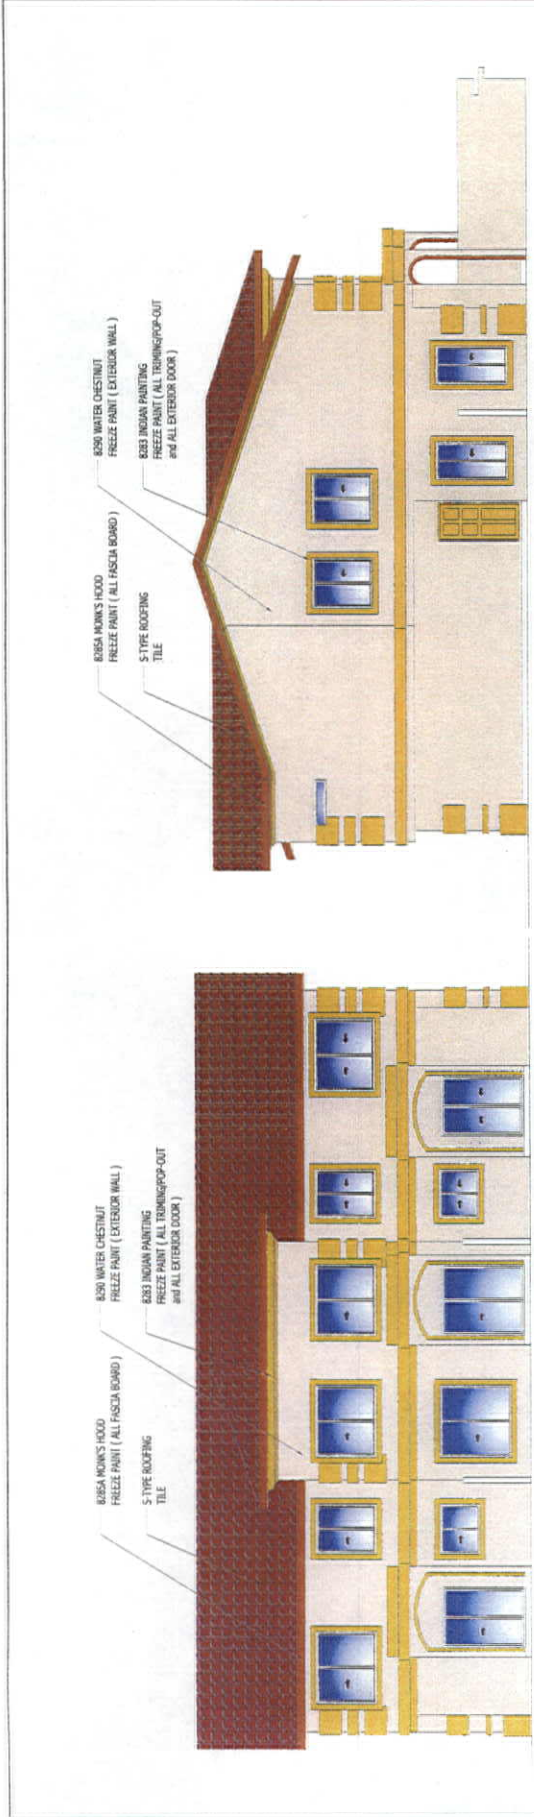 8285A MONK'S HOOD
FREEZE PAINT ( ALL FASCIA BOARD )
S-TYPE ROOFING
TILE
8290 WATER CHESTNUT
FREEZE PAINT ( EXTERIOR WALL )
8283 INDIAN PAINTING
FREEZE PAINT ( ALL TRIMING/POP-OUT
and ALL EXTERIOR DOOR )
8285A MONK'S HOOD
FREEZE PAINT ( ALL FASCIA BOARD )
S-TYPE ROOFING
TILE
8290 WATER CHESTNUT
FREEZE PAINT ( EXTERIOR WALL )
8283 INDIAN PAINTING
FREEZE PAINT ( ALL TRIMING/POP-OUT
and ALL EXTERIOR DOOR )